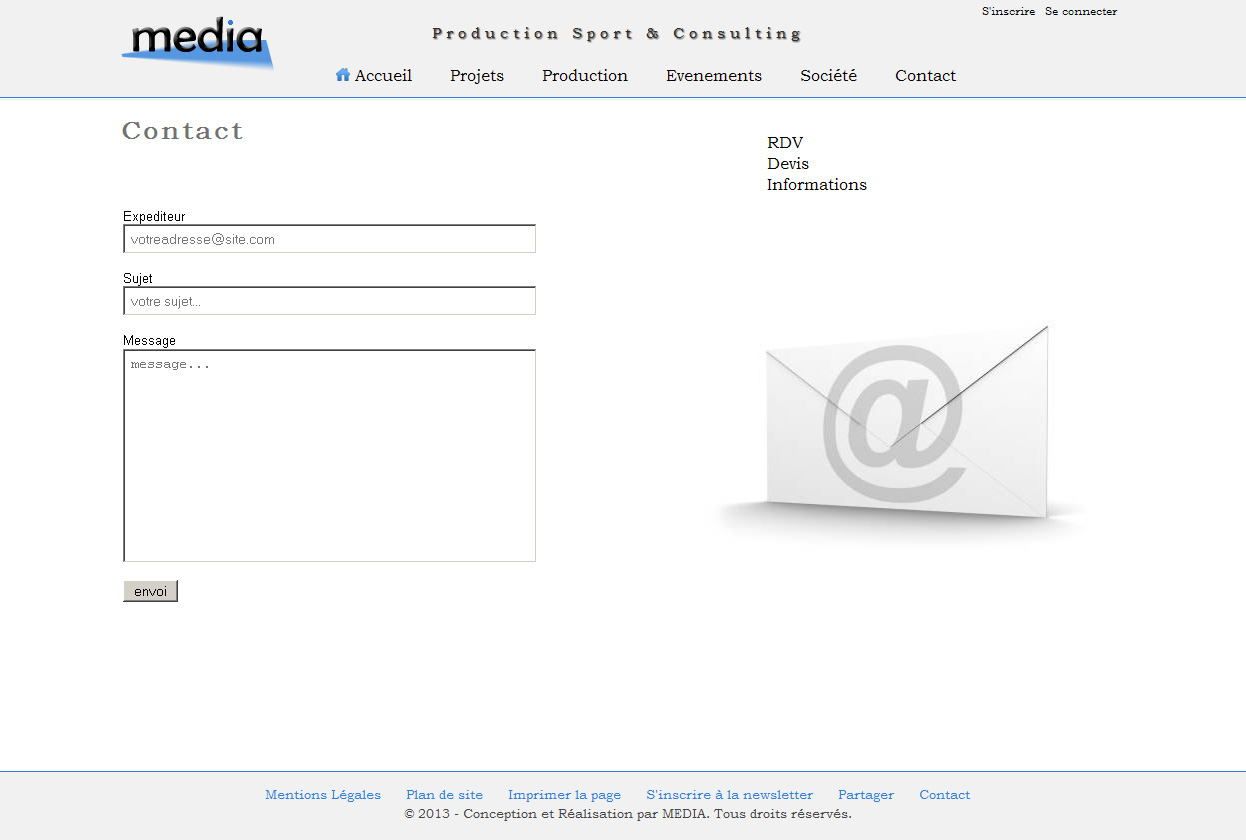 S'inscrire Se connecter
media
Production Sport & Consulting
Accueil Projets Production Evenements Société Contact
Contact
RDV
Devis
Informations
Expediteur
votreadresse@site.com
Sujet
votre sujet...
Message
message...
@
envoi
Mentions Légales Plan de site Imprimer la page S'inscrire à la newsletter Partager Contact
© 2013 - Conception et Réalisation par MEDIA. Tous droits réservés.